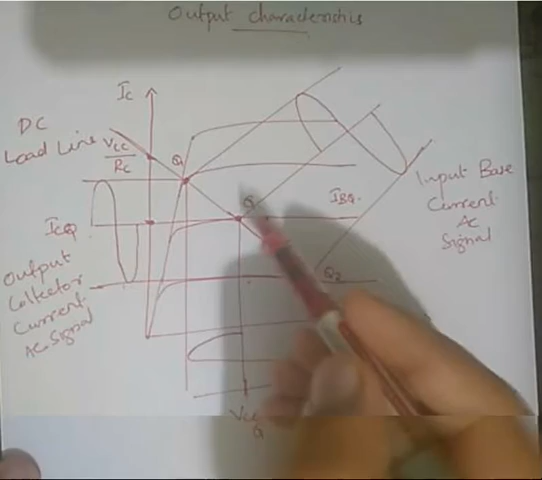 Output characteristics
Ic
DC
Load Line
Vcc
Rc
Q1
Q
IBQ
Input Base
Current
AC
Signal
ICQ
Output
Collector
Current
AC Signal
Q2
VCE
Q